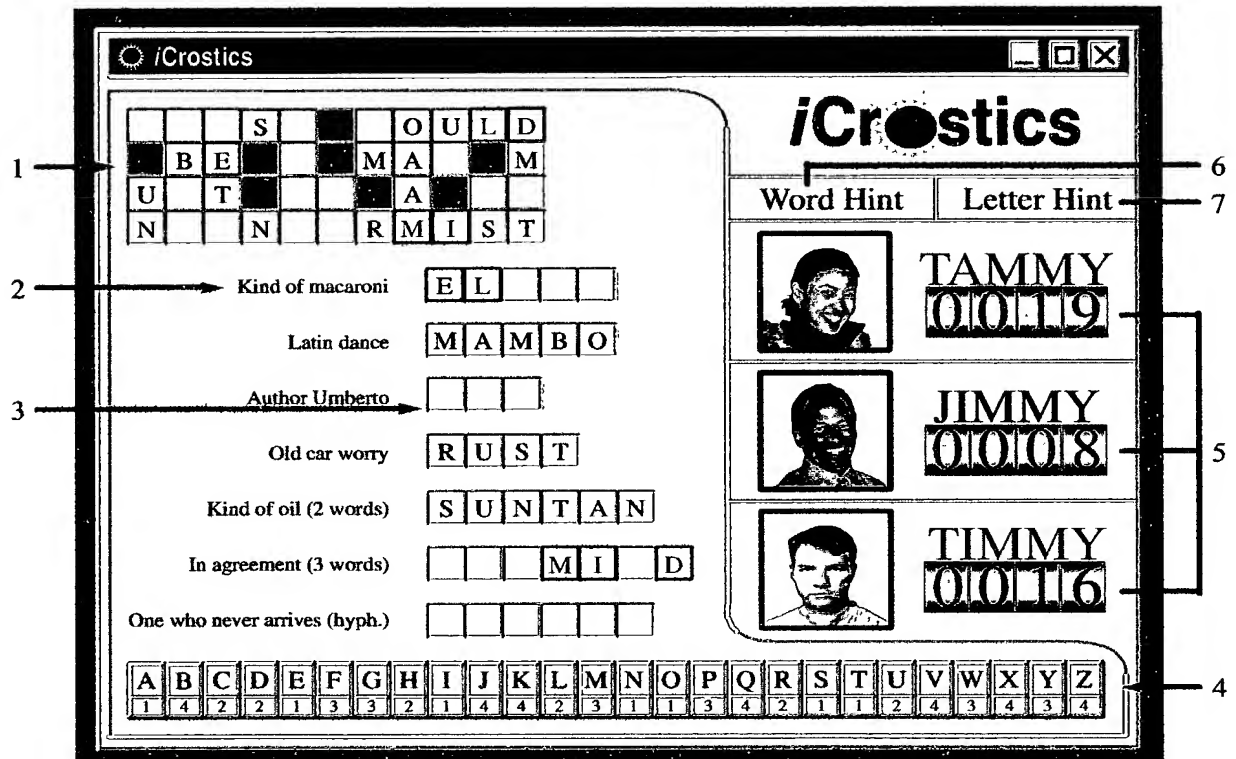 iCrostics
iCrostics
S O U L D
B E M A M
U T A
N N R M I S T
1
6
Word Hint
Letter Hint
7
2
Kind of macaroni E L
TAMMY
0019
Latin dance M A M B O
3
Author Umberto
JIMMY
0008
5
Old car worry R U S T
Kind of oil (2 words) S U N T A N
In agreement (3 words) M I D
TIMMY
0016
One who never arrives (hyph.)
A B C D E F G H I J K L M N O P Q R S T U V W X Y Z
1 4 2 2 1 3 3 2 1 4 4 2 3 1 1 3 4 2 1 1 2 4 3 4 3 4
4